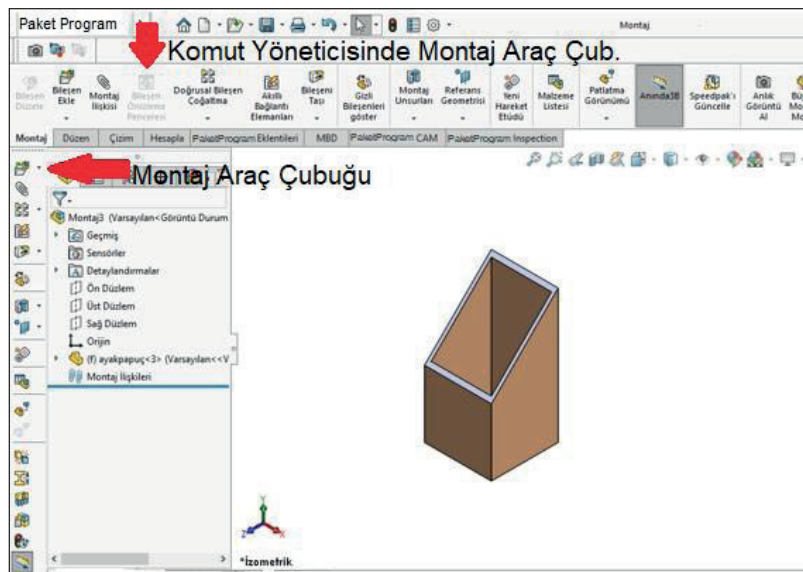 Paket Program
Montaj
Komut Yöneticisinde Montaj Araç Çub.
Bileşen Düzenle
Bileşen Ekle
Montaj İlişkisi
Bileşen Önizleme Penceresi
Doğrusal Bileşen Çoğaltma
Akıllı Bağlantı Elemanları
Bileşeni Taşı
Gizli Bileşenleri göster
Montaj Unsurları
Referans Geometrisi
Yeni Hareket Etüdü
Malzeme Listesi
Patlatma Görünümü
Anında3B
Speedpak'ı Güncelle
Anlık Görüntü Al
Montaj Düzen Çizim Hesapla PaketProgram Eklentileri MBD PaketProgram CAM PaketProgram Inspection
Montaj Araç Çubuğu
Montaj3 (Varsayılan<Görüntü Durum
Geçmiş
Sensörler
Detaylandırmalar
Ön Düzlem
Üst Düzlem
Sağ Düzlem
Orijin
(f) ayakpapuç<3> (Varsayılan<<V
Montaj İlişkileri
Y
Z X
*İzometrik